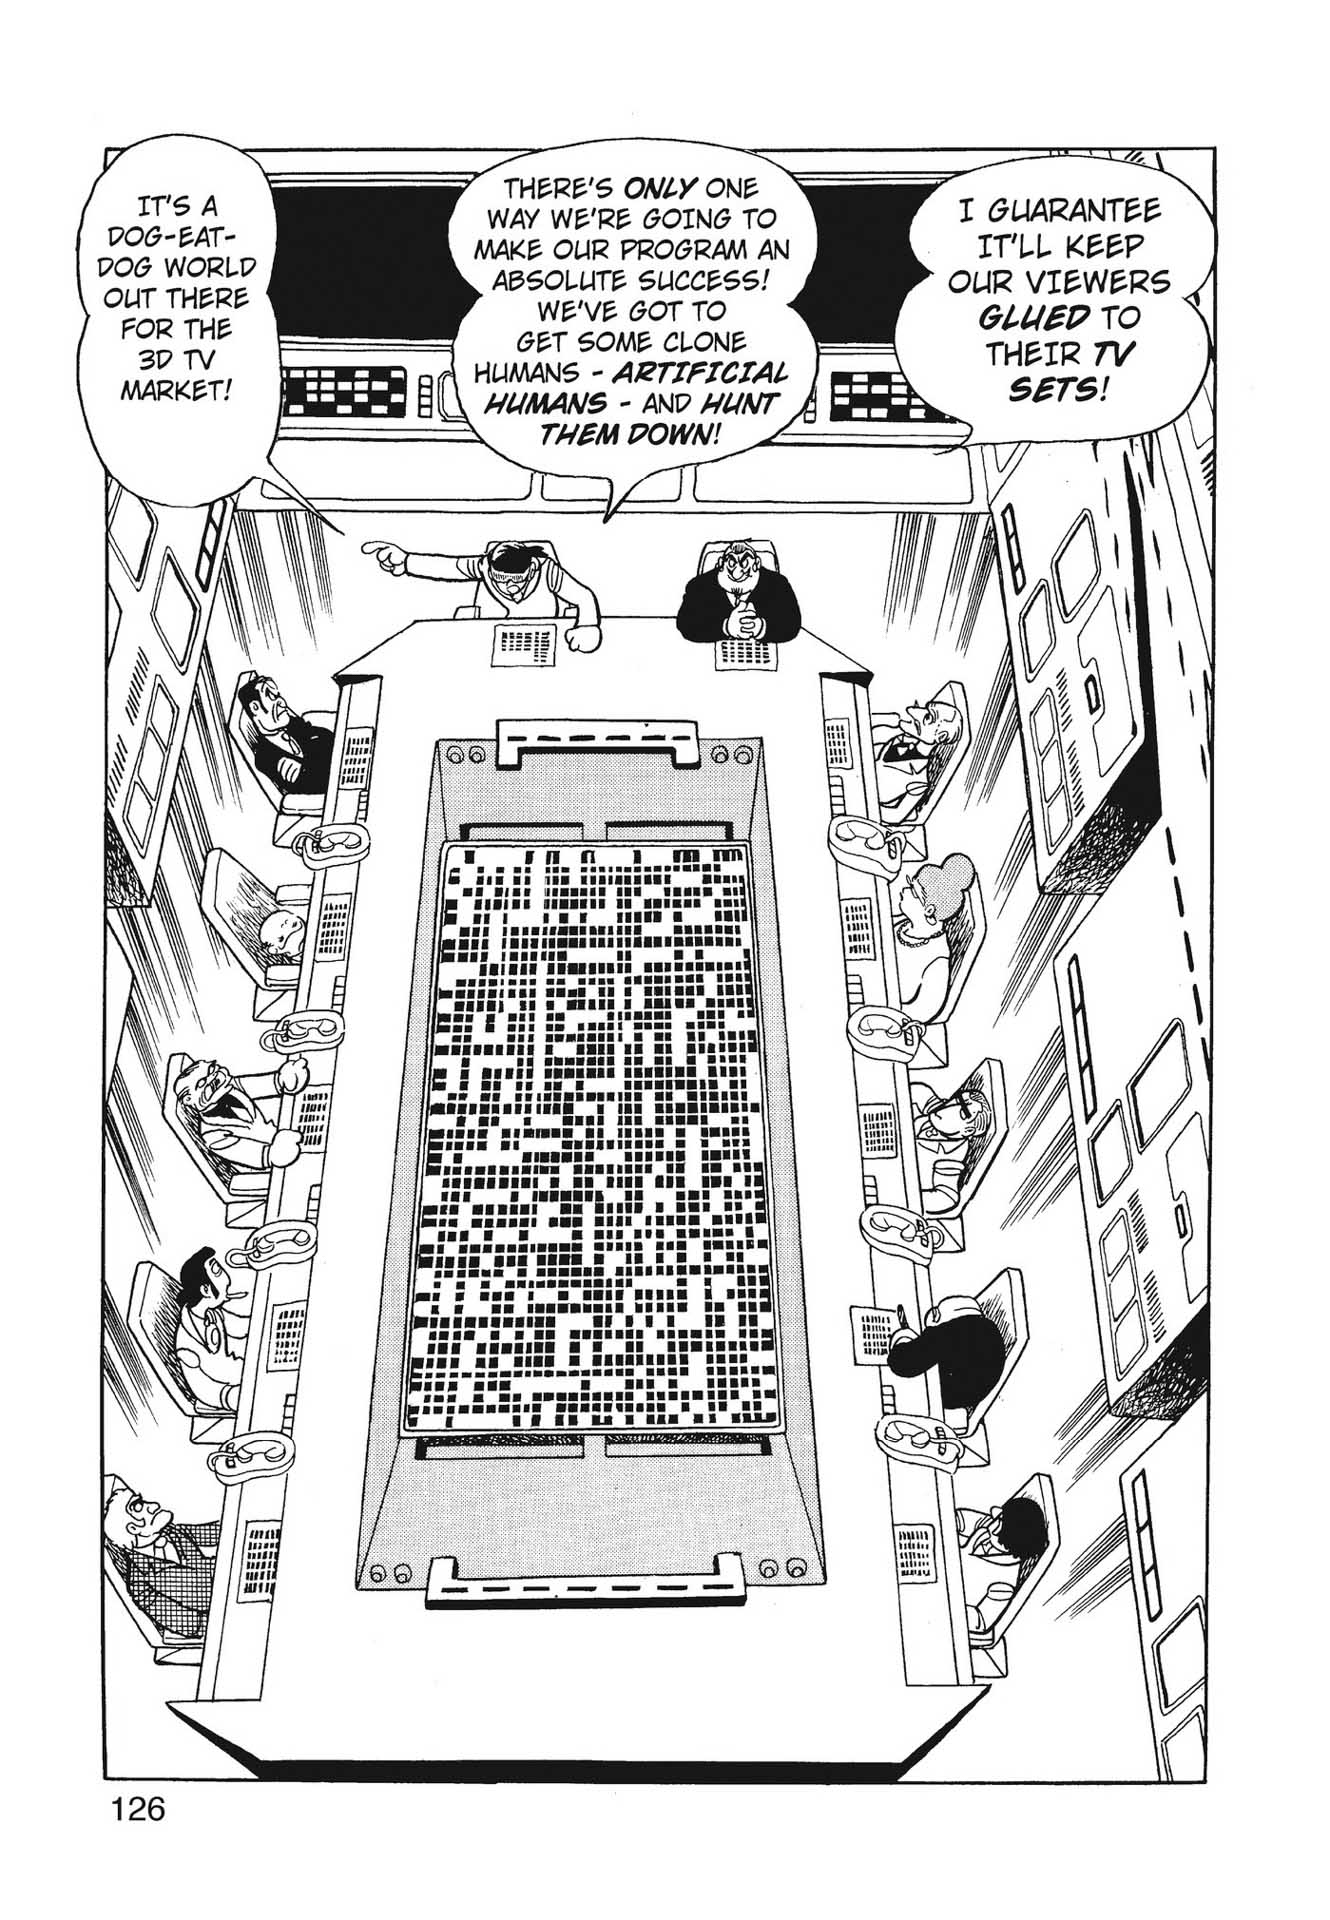 IT'S A
DOG-EAT-
DOG WORLD
OUT THERE
FOR THE
3D TV
MARKET!
THERE'S ONLY ONE
WAY WE'RE GOING TO
MAKE OUR PROGRAM AN
ABSOLUTE SUCCESS!
WE'VE GOT TO
GET SOME CLONE
HUMANS - ARTIFICIAL
HUMANS - AND HUNT
THEM DOWN!
I GUARANTEE
IT'LL KEEP
OUR VIEWERS
GLUED TO
THEIR TV
SETS!
126